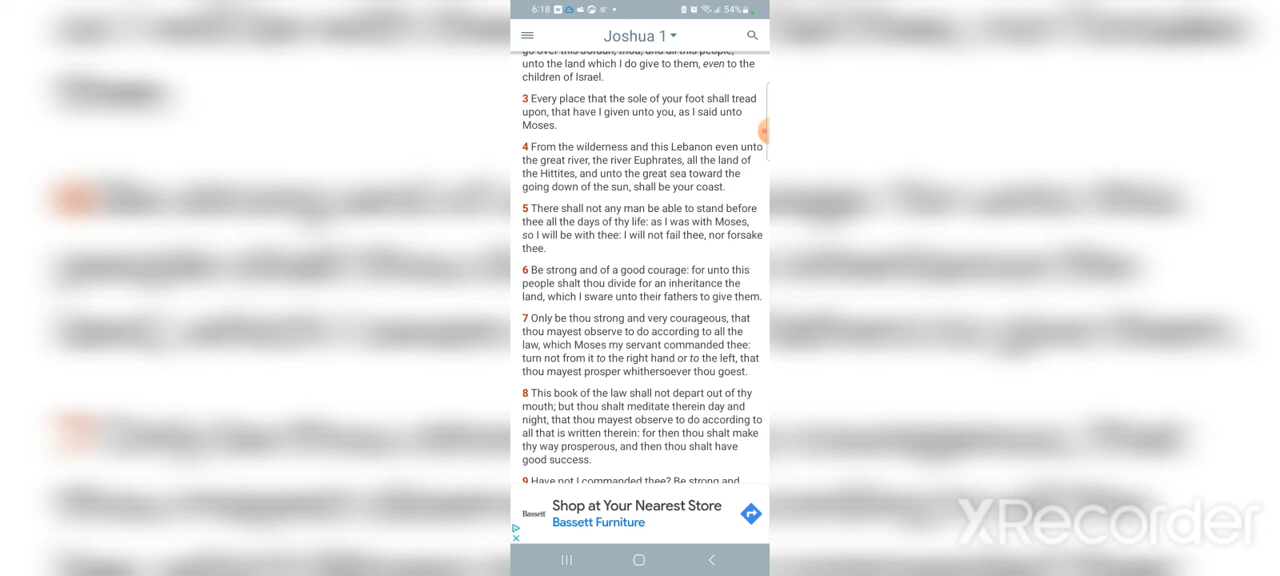 6:18
54%
Joshua 1
go over this Jordan, thou, and all this people,
unto the land which I do give to them, even to the
children of Israel.
3 Every place that the sole of your foot shall tread
upon, that have I given unto you, as I said unto
Moses.
4 From the wilderness and this Lebanon even unto
the great river, the river Euphrates, all the land of
the Hittites, and unto the great sea toward the
going down of the sun, shall be your coast.
5 There shall not any man be able to stand before
thee all the days of thy life: as I was with Moses,
so I will be with thee: I will not fail thee, nor forsake
thee.
6 Be strong and of a good courage: for unto this
people shalt thou divide for an inheritance the
land, which I sware unto their fathers to give them.
7 Only be thou strong and very courageous, that
thou mayest observe to do according to all the
law, which Moses my servant commanded thee:
turn not from it to the right hand or to the left, that
thou mayest prosper whithersoever thou goest.
8 This book of the law shall not depart out of thy
mouth; but thou shalt meditate therein day and
night, that thou mayest observe to do according to
all that is written therein: for then thou shalt make
thy way prosperous, and then thou shalt have
good success.
9 Have not I commanded thee? Be strong and
Bassett
Shop at Your Nearest Store
Bassett Furniture
XRecorder